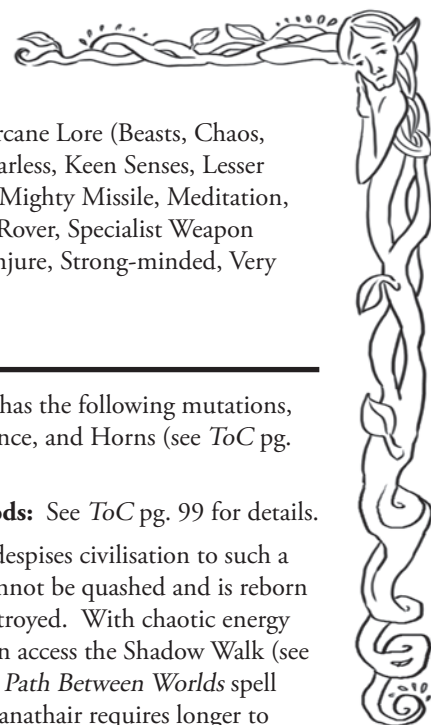 rcane Lore (Beasts, Chaos,
arless, Keen Senses, Lesser
Mighty Missile, Meditation,
Rover, Specialist Weapon
njure, Strong-minded, Very
has the following mutations,
nce, and Horns (see ToC pg.
ods: See ToC pg. 99 for details.
despises civilisation to such a
nnot be quashed and is reborn
troyed. With chaotic energy
n access the Shadow Walk (see
Path Between Worlds spell
anathair requires longer to